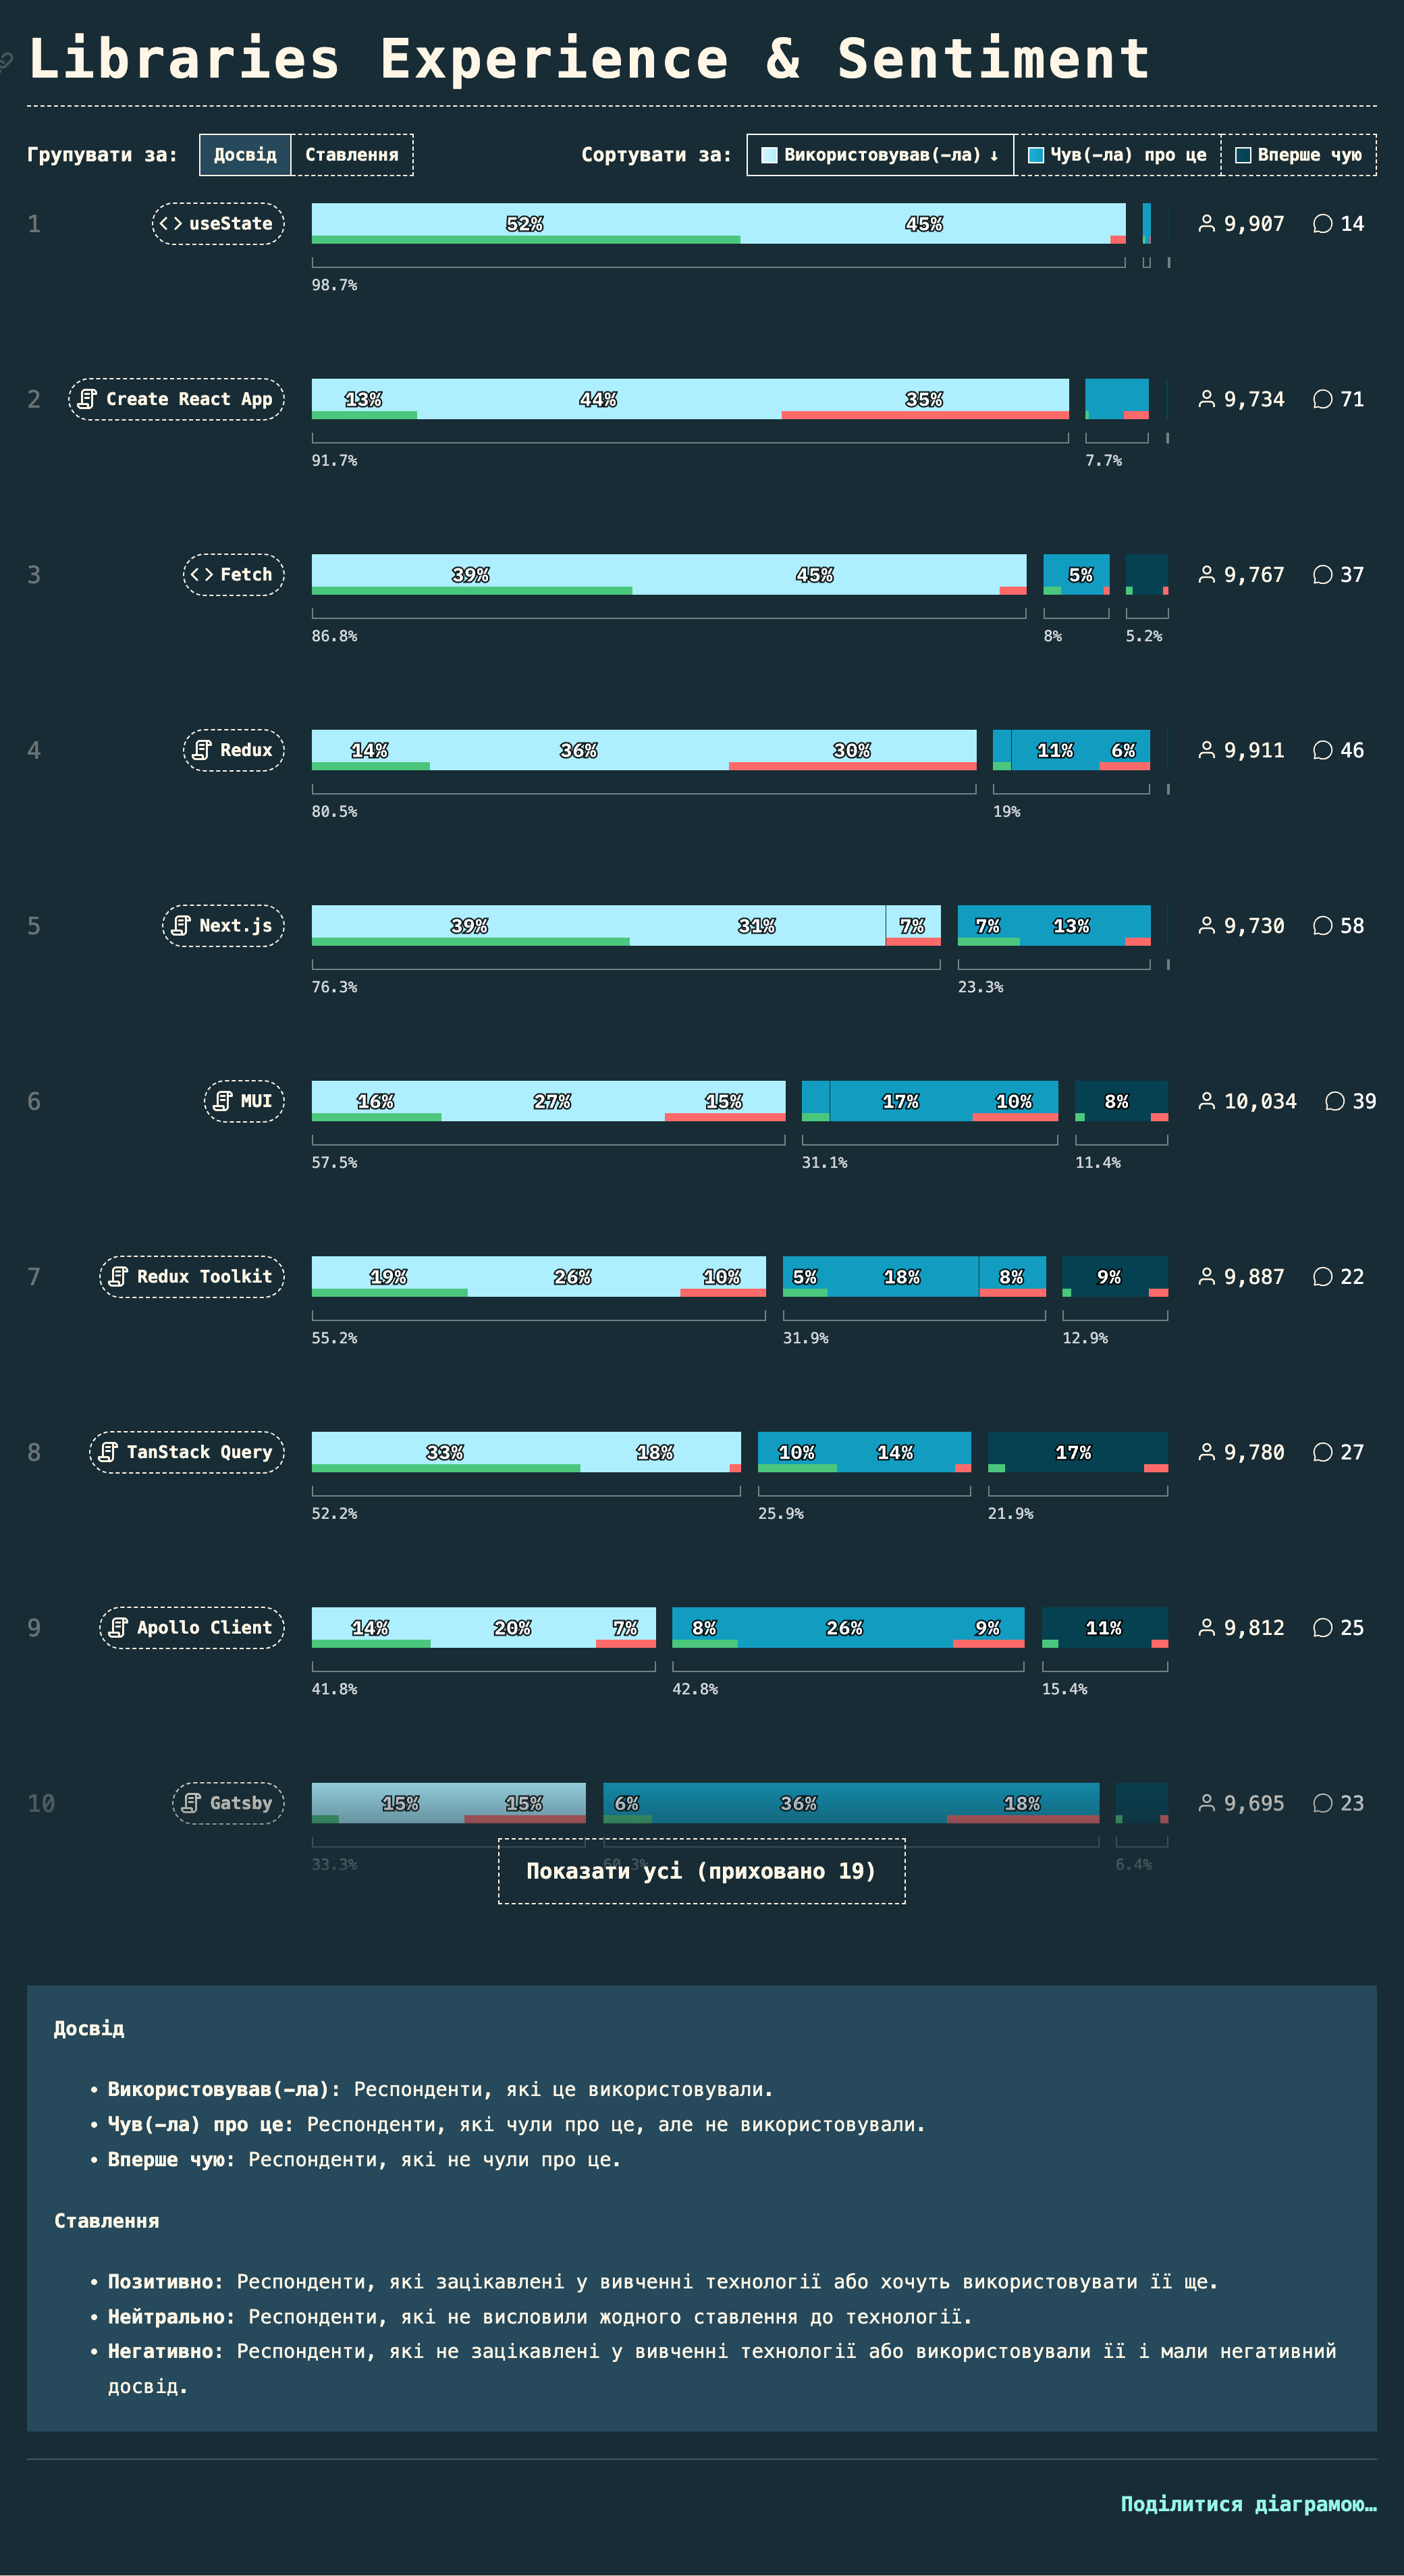 Libraries Experience & Sentiment
Групувати за: Досвід Ставлення Сортувати за: Використовував(-ла) ↓ Чув(-ла) про це Вперше чую
1 useState 52% 45% 9,907 14
98.7%
2 Create React App 13% 44% 35% 9,734 71
91.7% 7.7%
3 Fetch 39% 45% 5% 9,767 37
86.8% 8% 5.2%
4 Redux 14% 36% 30% 11% 6% 9,911 46
80.5% 19%
5 Next.js 39% 31% 7% 7% 13% 9,730 58
76.3% 23.3%
6 MUI 16% 27% 15% 17% 10% 8% 10,034 39
57.5% 31.1% 11.4%
7 Redux Toolkit 19% 26% 10% 5% 18% 8% 9% 9,887 22
55.2% 31.9% 12.9%
8 TanStack Query 33% 18% 10% 14% 17% 9,780 27
52.2% 25.9% 21.9%
9 Apollo Client 14% 20% 7% 8% 26% 9% 11% 9,812 25
41.8% 42.8% 15.4%
10 Gatsby 15% 15% 6% 36% 18% 9,695 23
33.3% 60.3% 6.4%
Показати усі (приховано 19)
Досвід
• Використовував(-ла): Респонденти, які це використовували.
• Чув(-ла) про це: Респонденти, які чули про це, але не використовували.
• Вперше чую: Респонденти, які не чули про це.
Ставлення
• Позитивно: Респонденти, які зацікавлені у вивченні технології або хочуть використовувати її ще.
• Нейтрально: Респонденти, які не висловили жодного ставлення до технології.
• Негативно: Респонденти, які не зацікавлені у вивченні технології або використовували її і мали негативний
досвід.
Поділитися діаграмою…